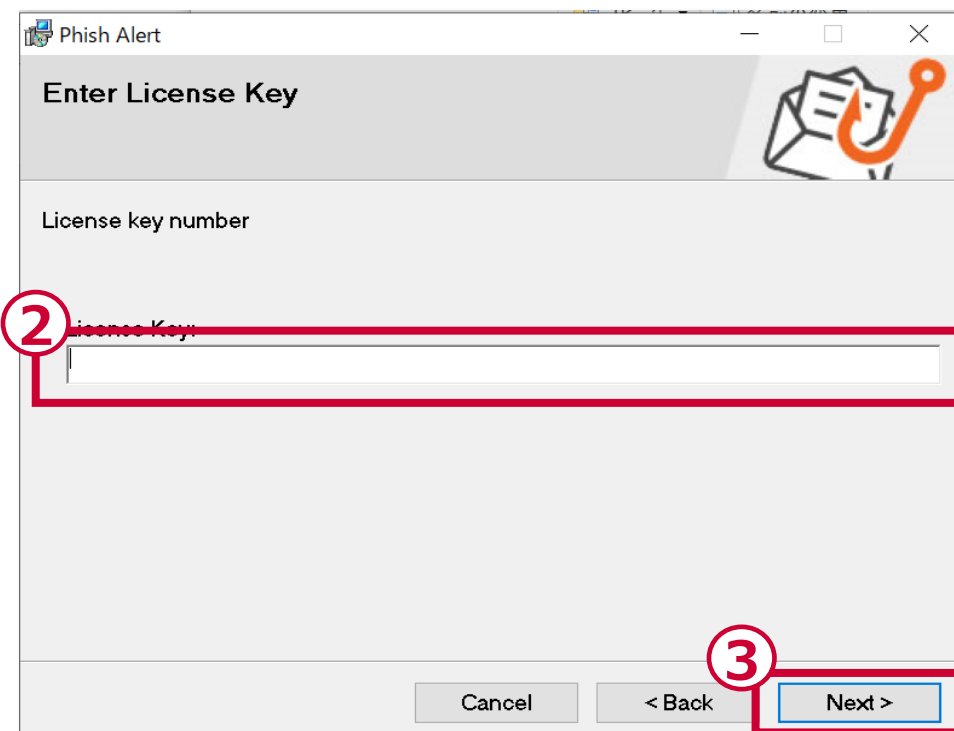 Phish Alert
Enter License Key
License key number
②
License Key:
③
Cancel
< Back
Next >